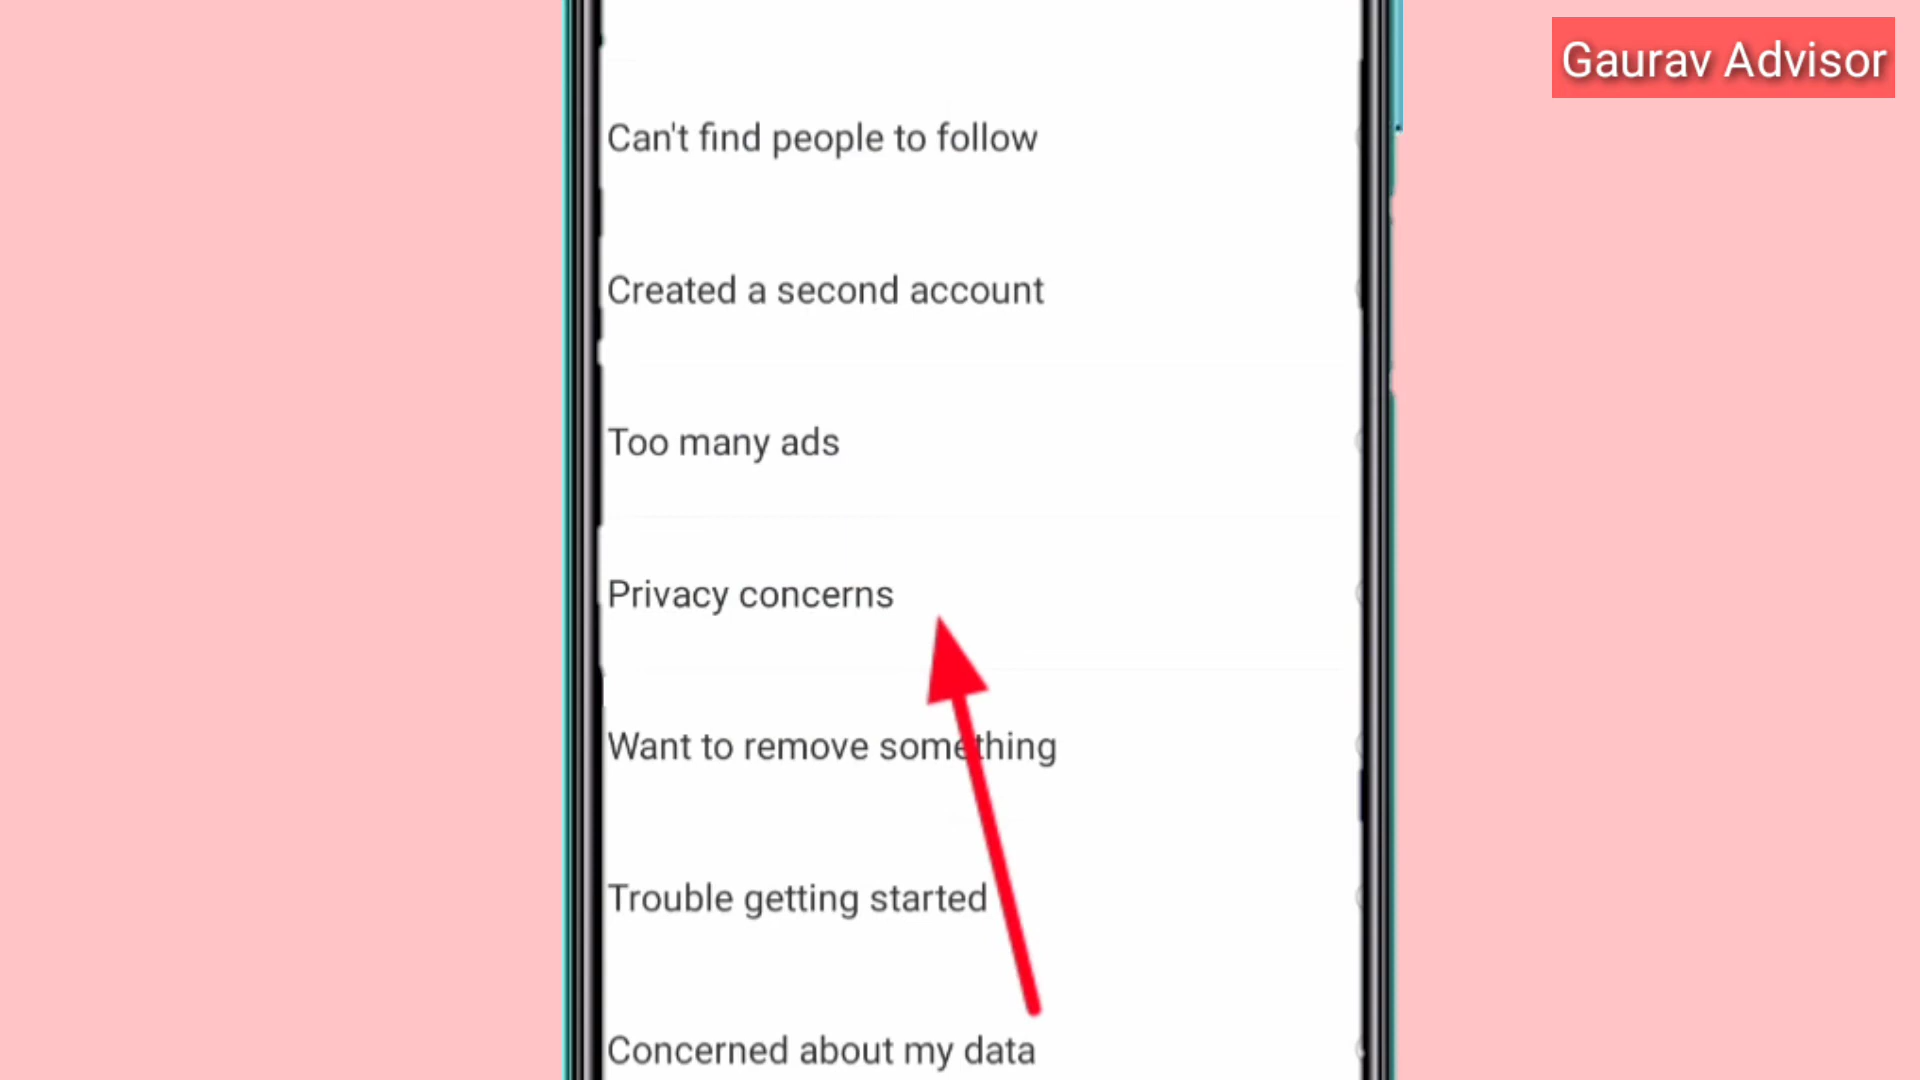 Gaurav Advisor
Can't find people to follow
Created a second account
Too many ads
Privacy concerns
Want to remove something
Trouble getting started
Concerned about my data